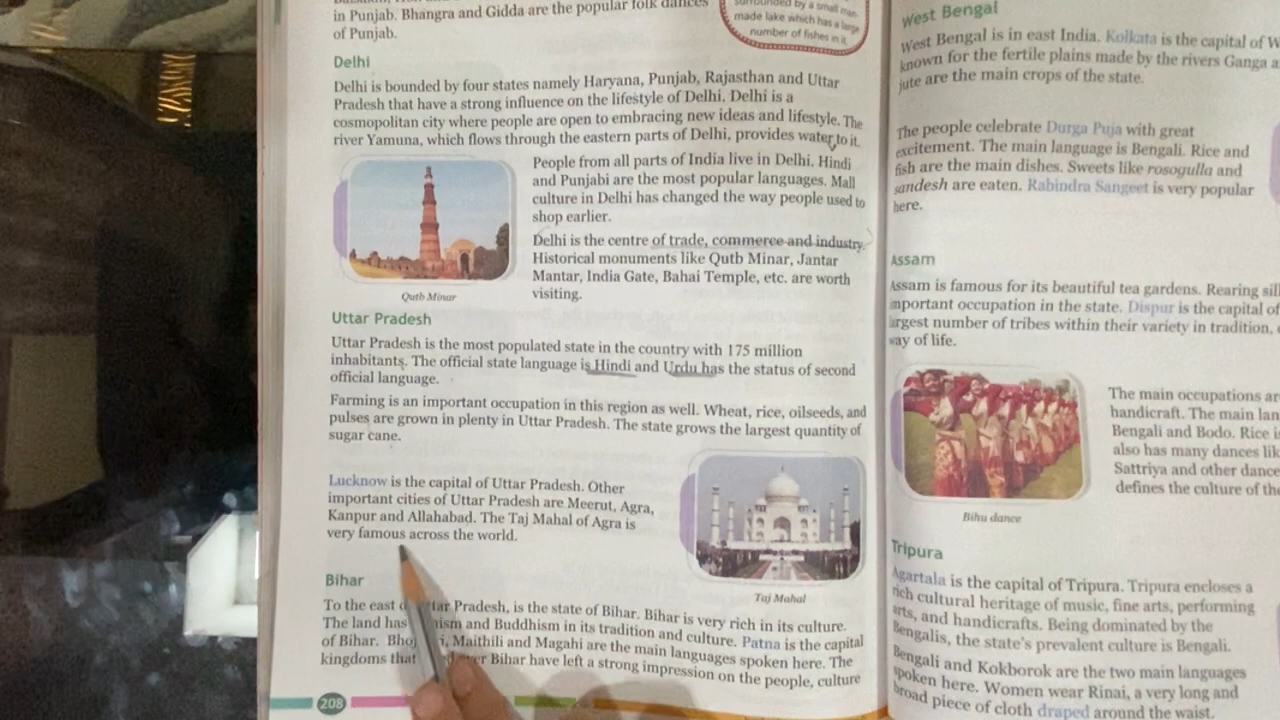 in Punjab. Bhangra and Gidda are the popular folk dances
of Punjab.
surrounded by a small man-
made lake which has a large
number of fishes in it.
Delhi
Delhi is bounded by four states namely Haryana, Punjab, Rajasthan and Uttar
Pradesh that have a strong influence on the lifestyle of Delhi. Delhi is a
cosmopolitan city where people are open to embracing new ideas and lifestyle. The
river Yamuna, which flows through the eastern parts of Delhi, provides water to it.
People from all parts of India live in Delhi. Hindi
and Punjabi are the most popular languages. Mall
culture in Delhi has changed the way people used to
shop earlier.
Delhi is the centre of trade, commerce and industry.
Historical monuments like Qutb Minar, Jantar
Mantar, India Gate, Bahai Temple, etc. are worth
visiting.
Qutb Minar
Uttar Pradesh
Uttar Pradesh is the most populated state in the country with 175 million
inhabitants. The official state language is Hindi and Urdu has the status of second
official language.
Farming is an important occupation in this region as well. Wheat, rice, oilseeds, and
pulses are grown in plenty in Uttar Pradesh. The state grows the largest quantity of
sugar cane.
Lucknow is the capital of Uttar Pradesh. Other
important cities of Uttar Pradesh are Meerut, Agra,
Kanpur and Allahabad. The Taj Mahal of Agra is
very famous across the world.
Taj Mahal
Bihar
To the east Pradesh, is the state of Bihar. Bihar is very rich in its culture.
The land has and Buddhism in its tradition and culture. Patna is the capital
of Bihar. Maithili and Magahi are the main languages spoken here. The
kingdoms that Bihar have left a strong impression on the people, culture
208
West Bengal
West Bengal is in east India. Kolkata is the capital of
known for the fertile plains made by the rivers Ganga
jute are the main crops of the state.
The people celebrate Durga Puja with great
excitement. The main language is Bengali. Rice and
fish are the main dishes. Sweets like rosogulla and
sandesh are eaten. Rabindra Sangeet is very popular
here.
Assam
Assam is famous for its beautiful tea gardens. Rearing
important occupation in the state. Dispur is the capital of
largest number of tribes within their variety in tradition,
way of life.
The main occupations
handicraft. The main
Bengali and Bodo. Rice
also has many dances
Sattriya and other
defines the culture of
Bihu dance
Tripura
Agartala is the capital of Tripura. Tripura encloses a
rich cultural heritage of music, fine arts, performing
arts, and handicrafts. Being dominated by the
Bengalis, the state's prevalent culture is Bengali.
Bengali and Kokborok are the two main languages
spoken here. Women wear Rinai, a very long and
broad piece of cloth draped around the waist.